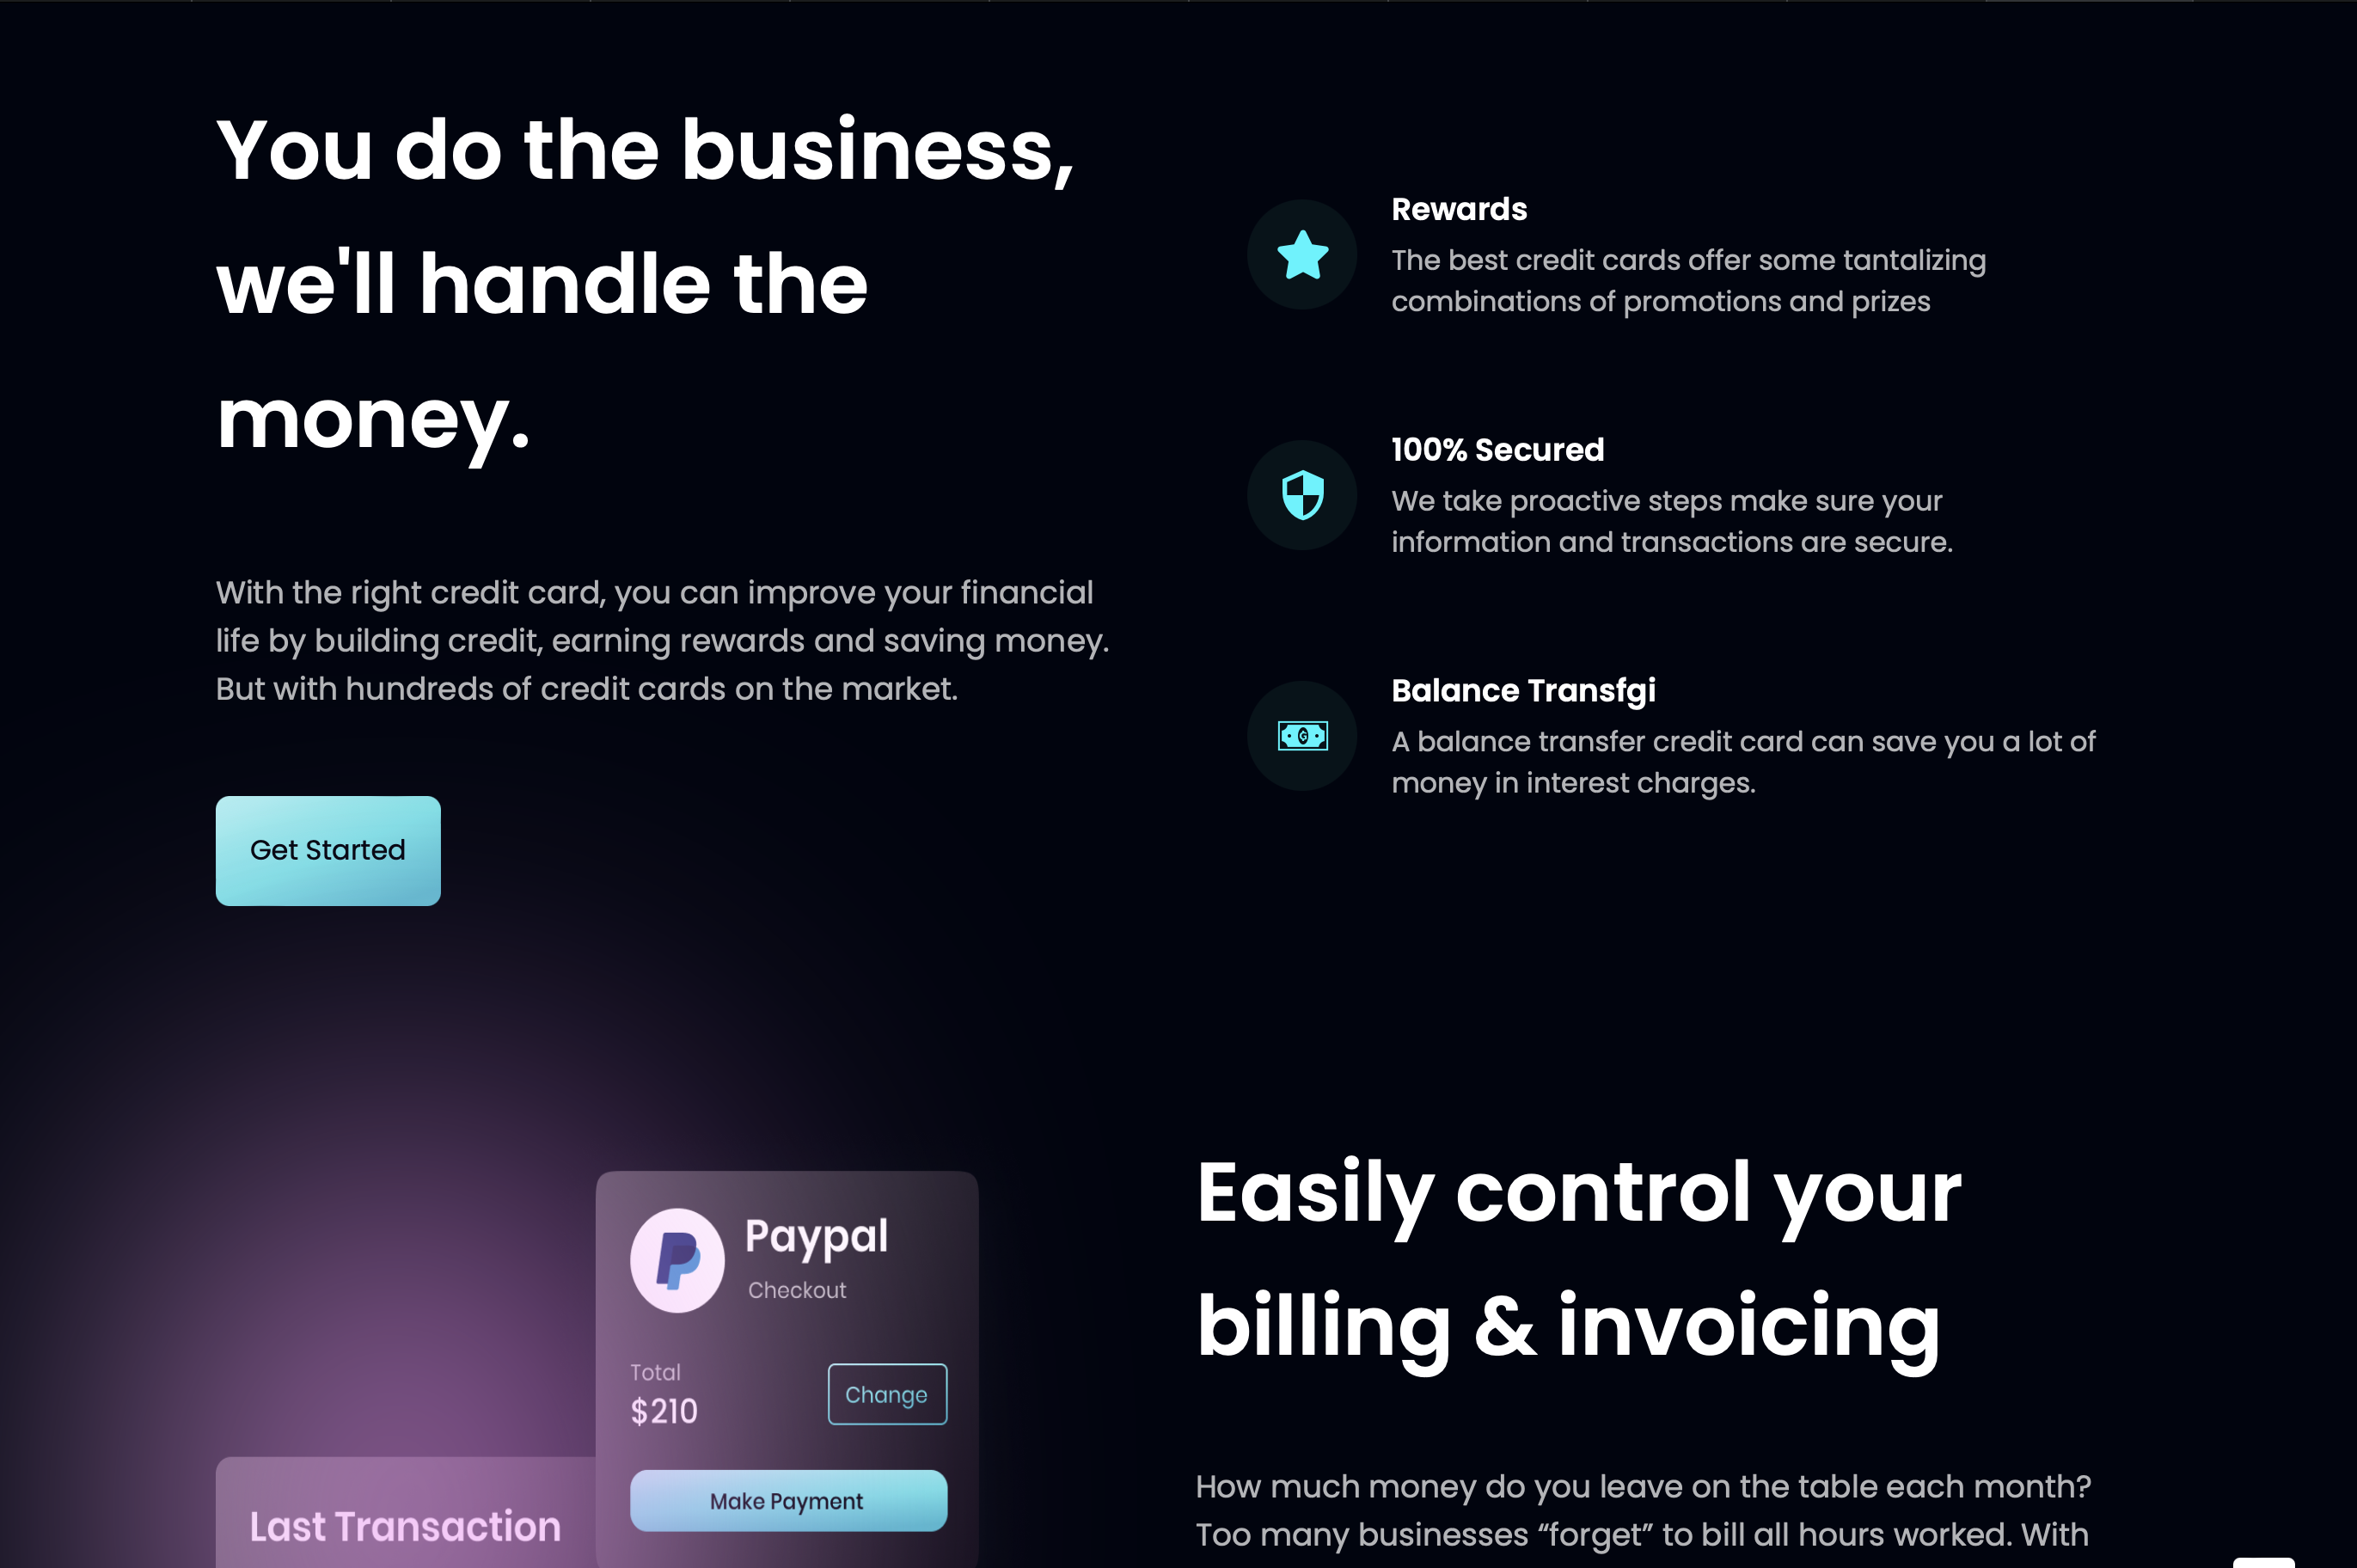 You do the business,
we'll handle the
money.
With the right credit card, you can improve your financial
life by building credit, earning rewards and saving money.
But with hundreds of credit cards on the market.
Get Started
Rewards
The best credit cards offer some tantalizing
combinations of promotions and prizes
100% Secured
We take proactive steps make sure your
information and transactions are secure.
Balance Transfgi
A balance transfer credit card can save you a lot of
money in interest charges.
Paypal
Checkout
Total
$210
Change
Make Payment
Last Transaction
Easily control your
billing & invoicing
How much money do you leave on the table each month?
Too many businesses “forget” to bill all hours worked. With